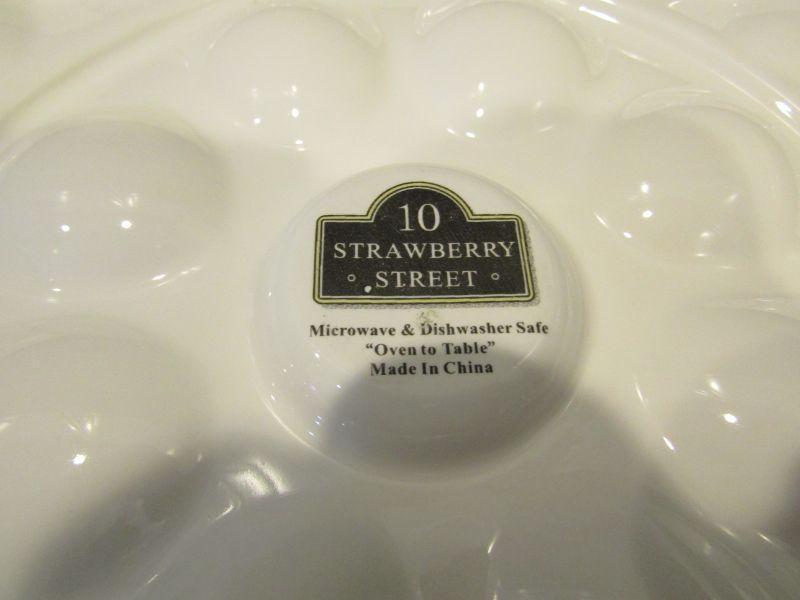 10
STRAWBERRY
STREET
Microwave & Dishwasher Safe
“Oven to Table”
Made In China